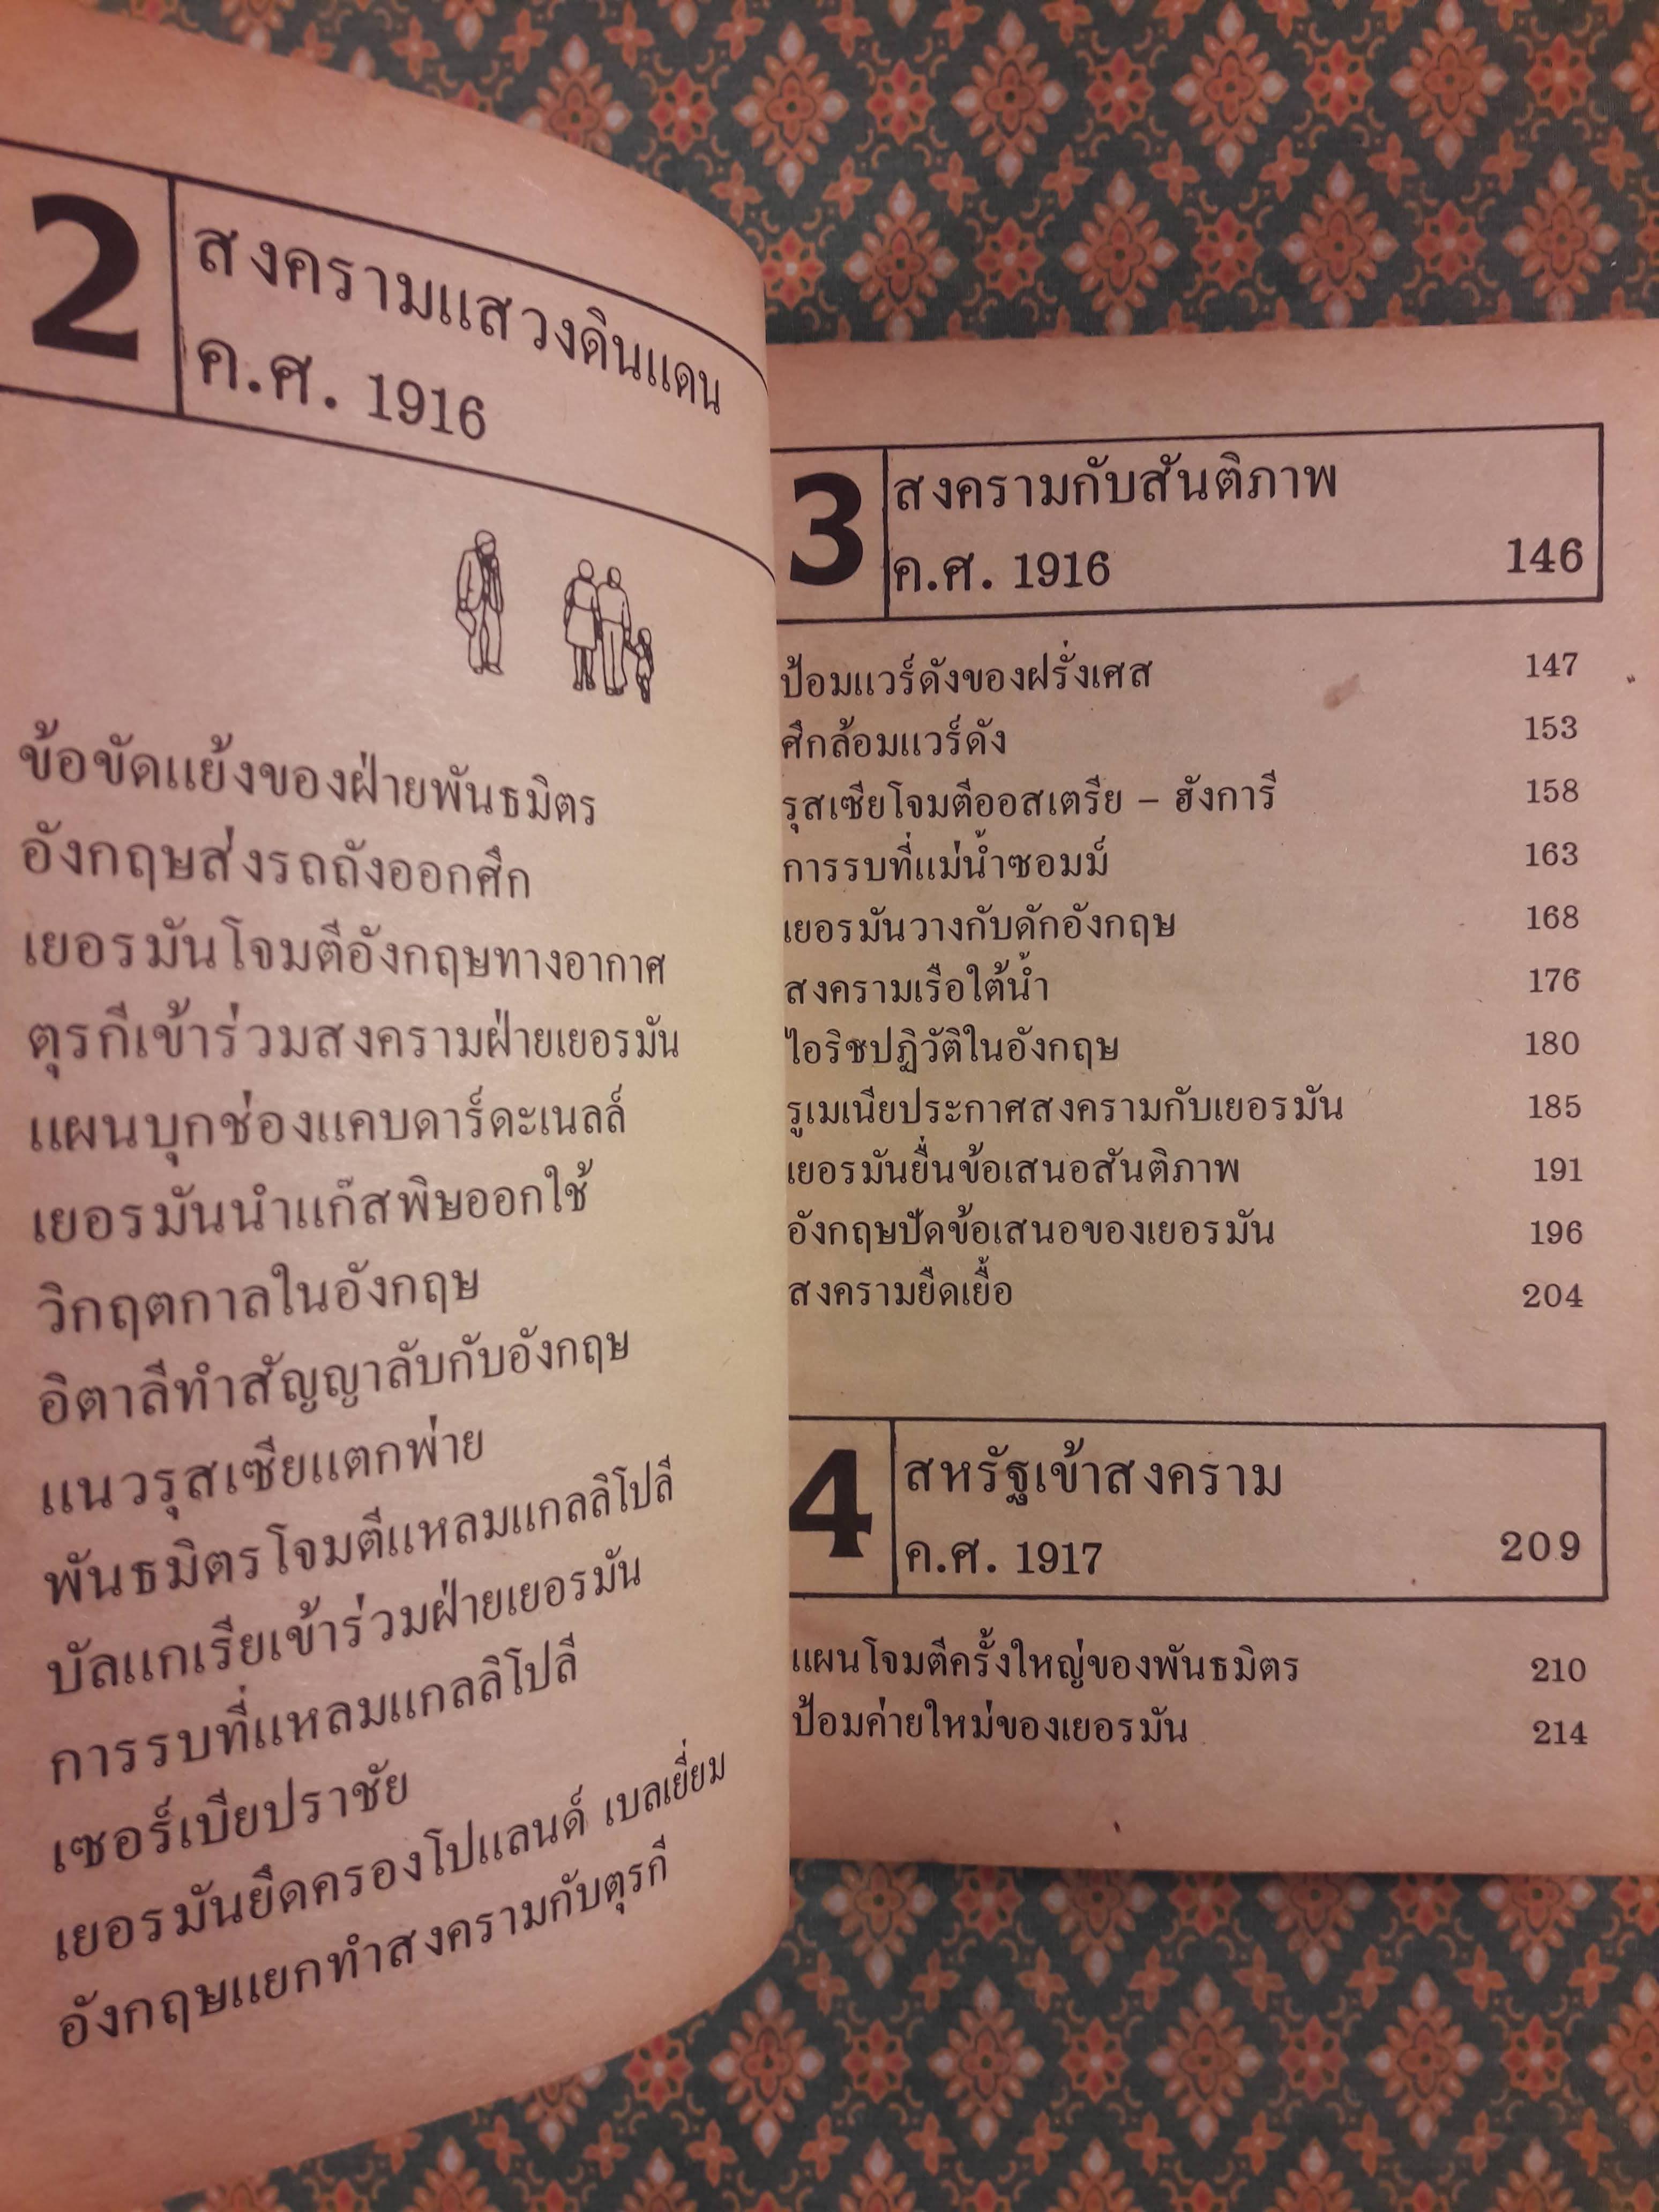 2
สงครามแสวงดินแดน
ค.ศ. 1916
ข้อขัดแย้งของฝ่ายพันธมิตร
อังกฤษส่งรถถังออกศึก
เยอรมันโจมตีอังกฤษทางอากาศ
ตุรกีเข้าร่วมสงครามฝ่ายเยอรมัน
แผนบุกช่องแคบดาร์ดะเนลล์
เยอรมันนำแก๊สพิษออกใช้
วิกฤตกาลในอังกฤษ
อิตาลีทำสัญญาลับกับอังกฤษ
แนวรุสเซียแตกพ่าย
พันธมิตรโจมตีแหลมแกลลิโปลี
บัลแกเรียเข้าร่วมฝ่ายเยอรมัน
การรบที่แหลมแกลลิโปลี
เซอร์เบียปราชัย
เยอรมันยึดครองโปแลนด์ เบลเยี่ยม
อังกฤษแยกทำสงครามกับตุรกี
3
สงครามกับสันติภาพ
ค.ศ. 1916 146
ป้อมแวร์ดังของฝรั่งเศส 147
ศึกล้อมแวร์ดัง 153
รุสเซียโจมตีออสเตรีย – ฮังการี 158
การรบที่แม่น้ำซอมม์ 163
เยอรมันวางกับดักอังกฤษ 168
สงครามเรือใต้น้ำ 176
ไอริชปฏิวัติในอังกฤษ 180
รูเมเนียประกาศสงครามกับเยอรมัน 185
เยอรมันยื่นข้อเสนอสันติภาพ 191
อังกฤษปัดข้อเสนอของเยอรมัน 196
สงครามยืดเยื้อ 204
4
สหรัฐเข้าสงคราม
ค.ศ. 1917 209
แผนโจมตีครั้งใหญ่ของพันธมิตร 210
ป้อมค่ายใหม่ของเยอรมัน 214